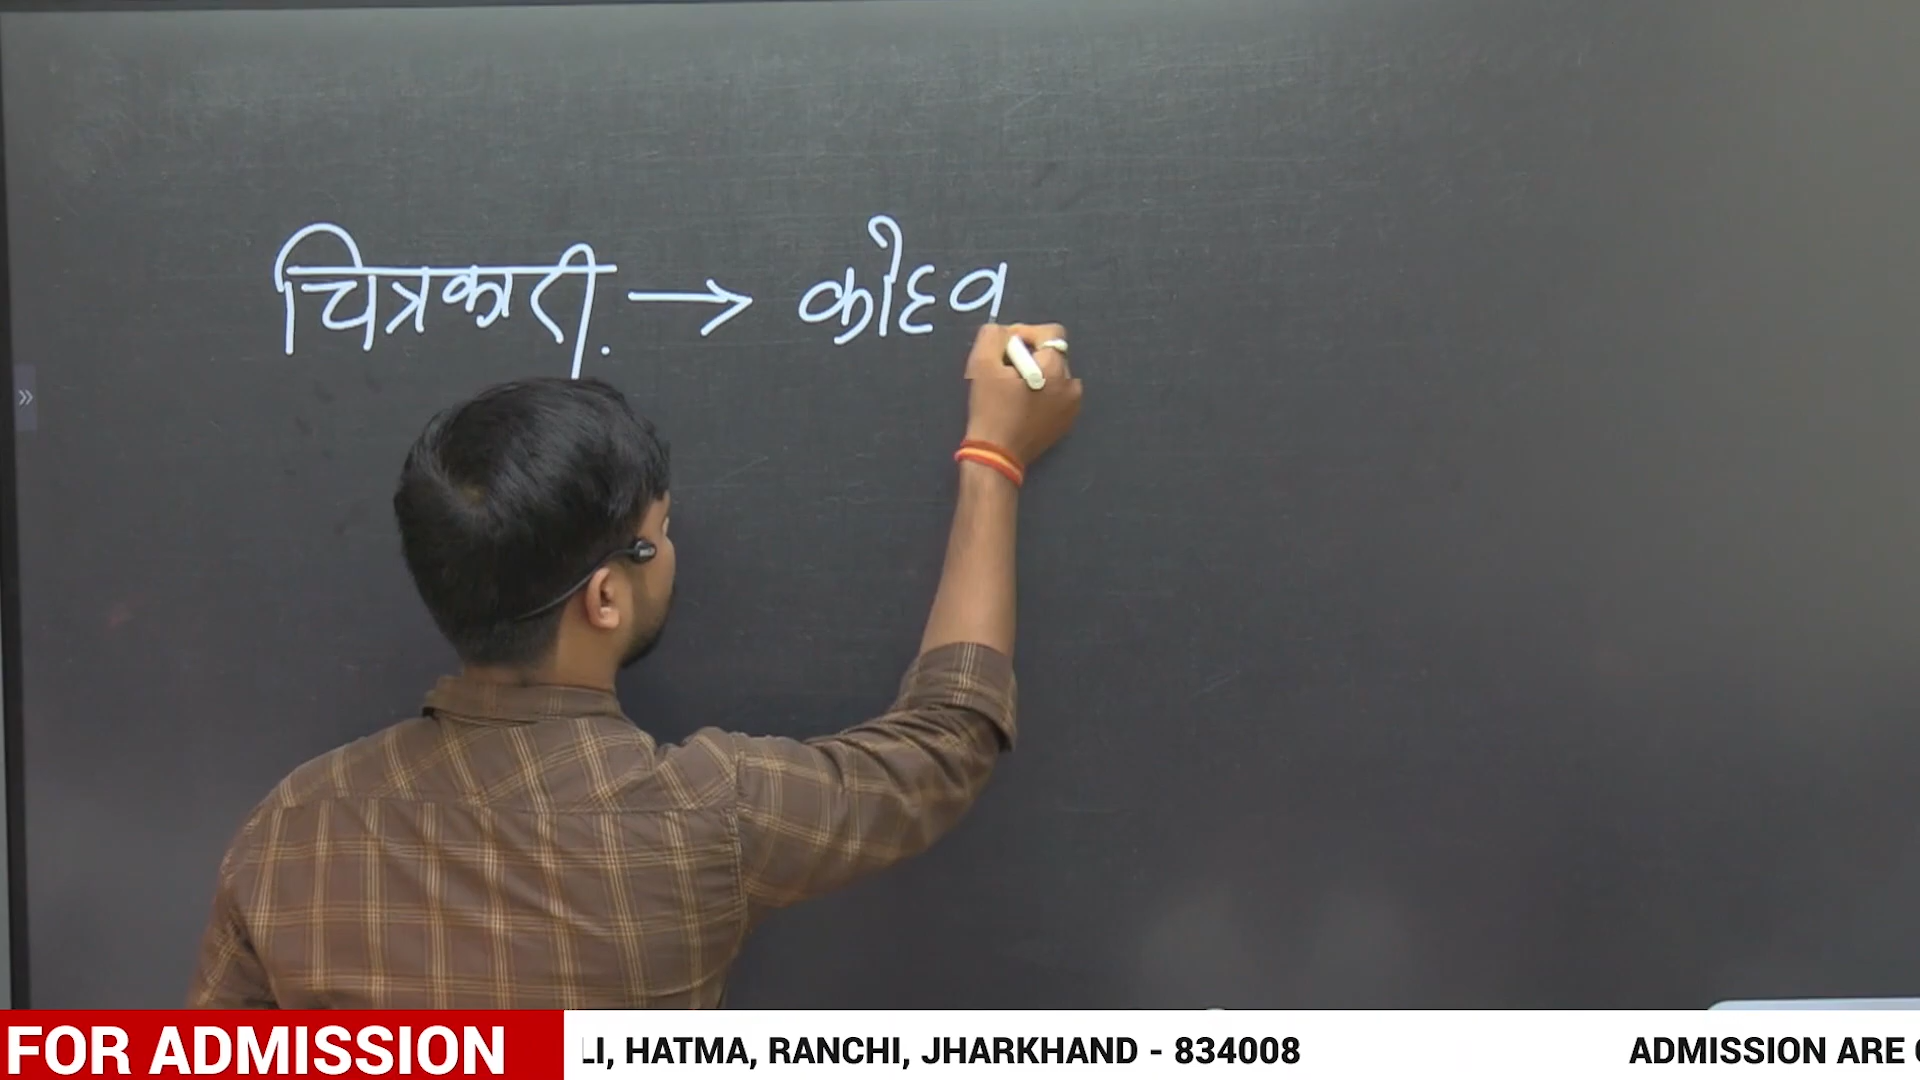 चित्रकारी. → कोहव
»
FOR ADMISSION LI, HATMA, RANCHI, JHARKHAND - 834008 ADMISSION ARE